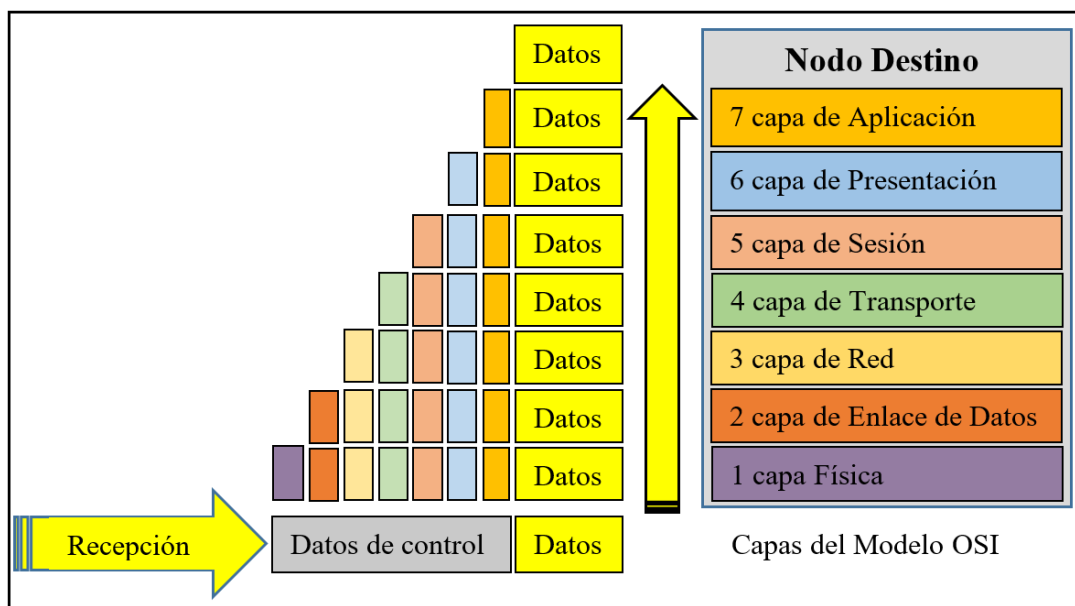 Datos
Nodo Destino
Datos
7 capa de Aplicación
Datos
6 capa de Presentación
Datos
5 capa de Sesión
Datos
4 capa de Transporte
Datos
3 capa de Red
Datos
2 capa de Enlace de Datos
Datos
1 capa Física
Recepción
Datos de control
Datos
Capas del Modelo OSI